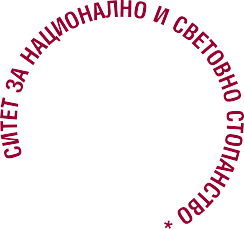 СИТЕТ ЗА НАЦИОНАЛНО И СВЕТОВНО СТОПАНСТВО *